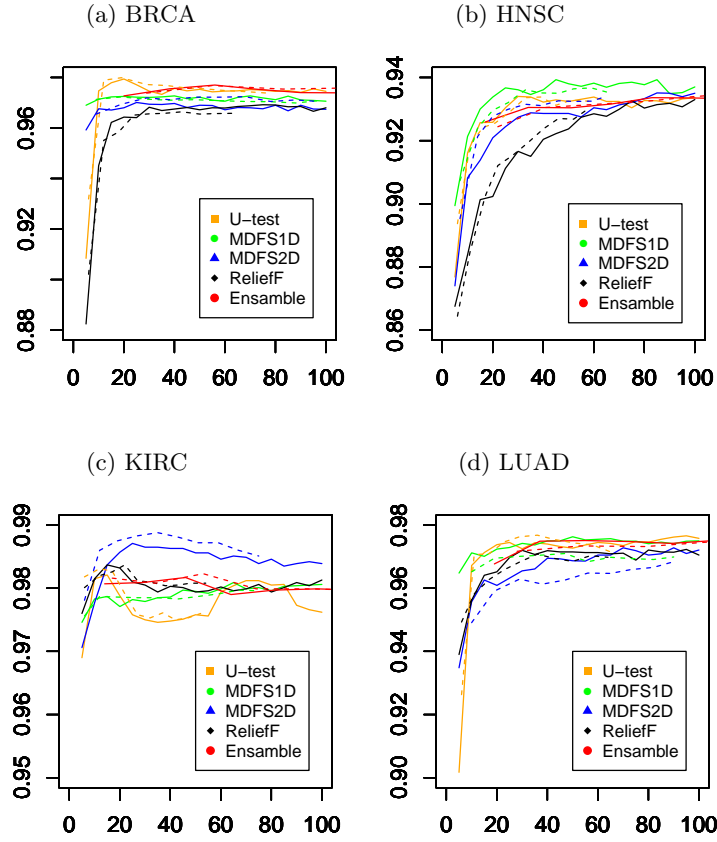 (a) BRCA
0.88
0.92
0.96
0 20 40 60 80 100
U−test
MDFS1D
MDFS2D
ReliefF
Ensamble
(b) HNSC
0.86
0.88
0.90
0.92
0.94
0 20 40 60 80 100
U−test
MDFS1D
MDFS2D
ReliefF
Ensamble
(c) KIRC
0.95
0.96
0.97
0.98
0.99
0 20 40 60 80 100
U−test
MDFS1D
MDFS2D
ReliefF
Ensamble
(d) LUAD
0.90
0.92
0.94
0.96
0.98
0 20 40 60 80 100
U−test
MDFS1D
MDFS2D
ReliefF
Ensamble